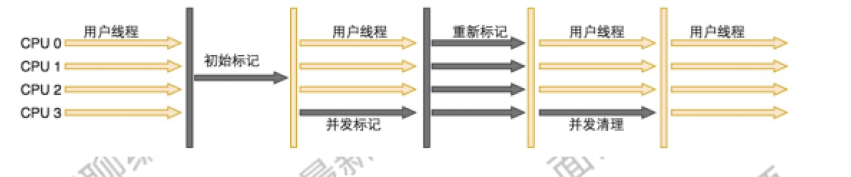 用户线程
用户线程
重新标记
用户线程
用户线程
CPU 0
初始标记
CPU 1
CPU 2
CPU 3
并发标记
并发清理